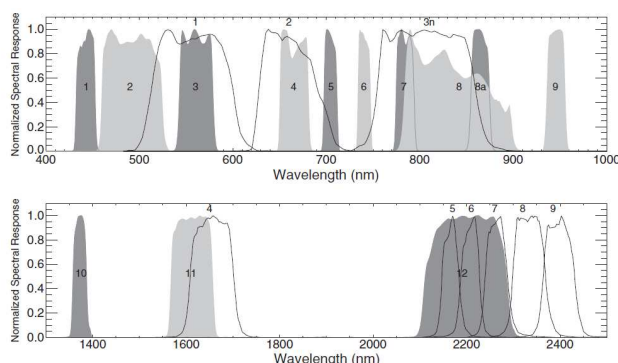 1 2 3n
Normalized Spectral Response
1.0
0.8
0.6
0.4
0.2
0.0
1 2 3 4 5 6 7 8 8a 9
400 500 600 700 800 900 1000
Wavelength (nm)
4 5 6 7 8 9
Normalized Spectral Response
1.0
0.8
0.6
0.4
0.2
0.0
10 11 12
1400 1600 1800 2000 2200 2400
Wavelength (nm)